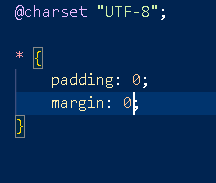 @charset "UTF-8";
* {
padding: 0;
margin: 0;
}